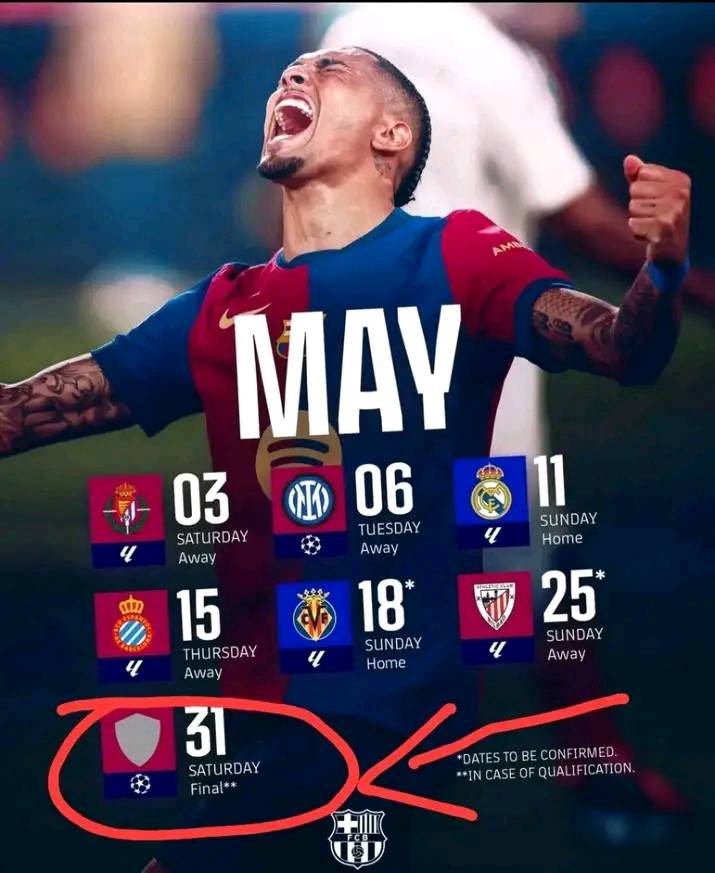 AMB
MAY
03
SATURDAY
Away
06
TUESDAY
Away
11
SUNDAY
Home
15
THURSDAY
Away
18*
SUNDAY
Home
25*
SUNDAY
Away
31
SATURDAY
Final**
*DATES TO BE CONFIRMED.
**IN CASE OF QUALIFICATION.
FCB